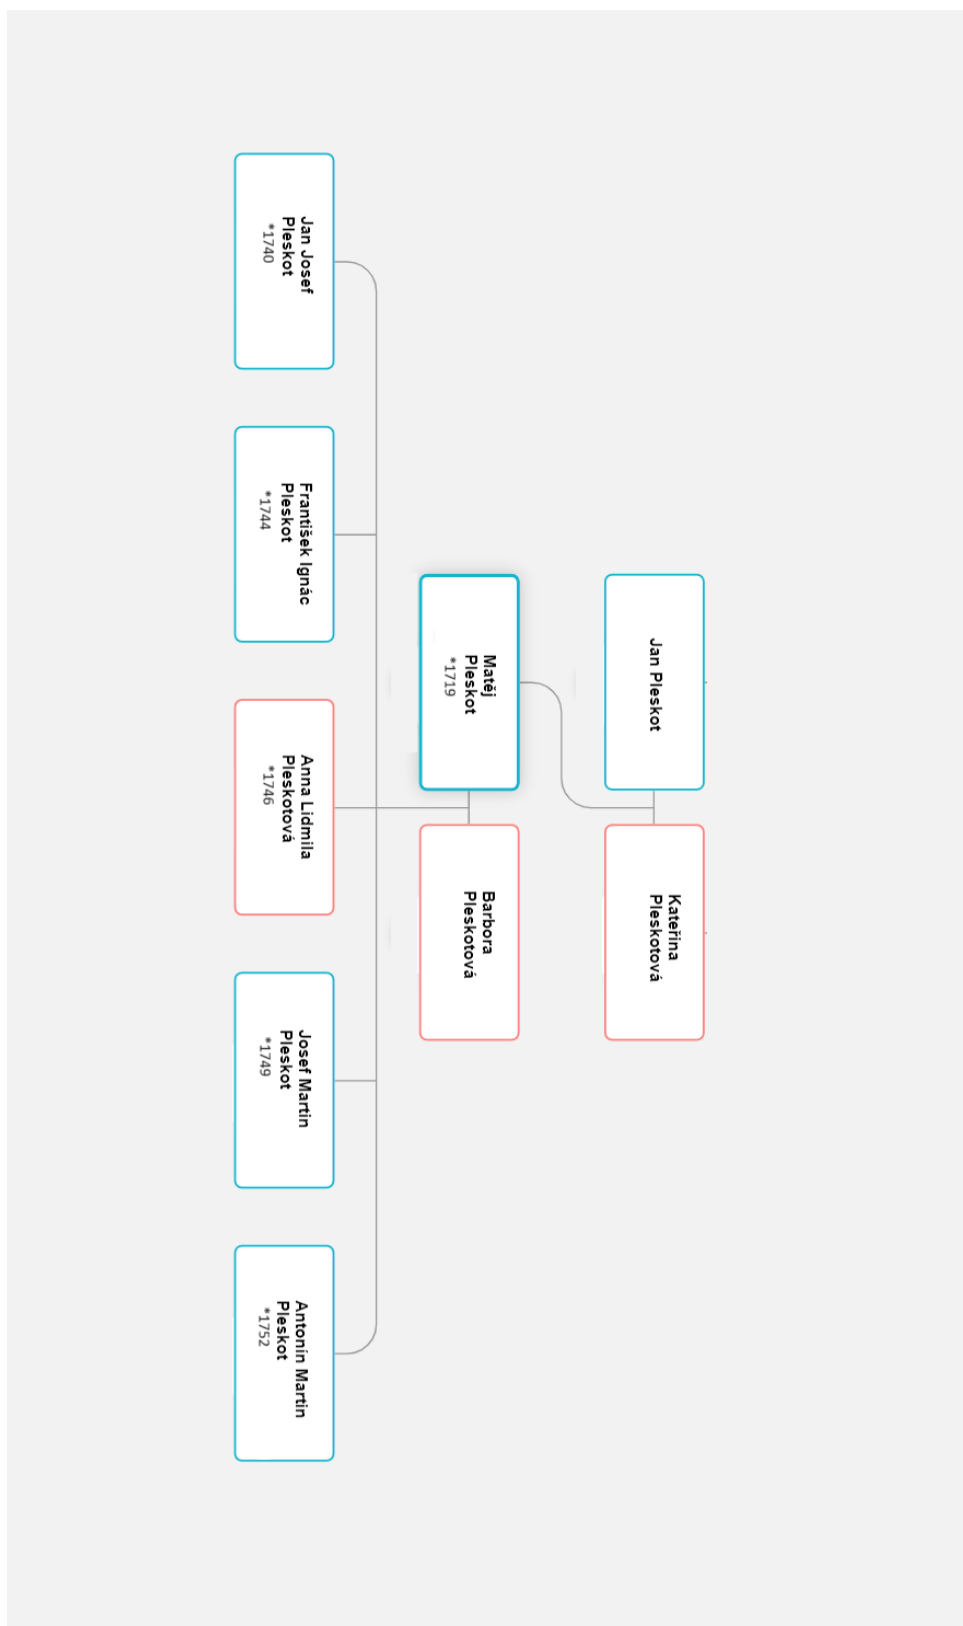 Jan Pleskot
Kateřina
Pleskotová
Matěj
Pleskot
*1719
Barbora
Pleskotová
Jan Josef
Pleskot
*1740
František Ignác
Pleskot
*1744
Anna Lidmila
Pleskotová
*1746
Josef Martin
Pleskot
*1749
Antonín Martin
Pleskot
*1752